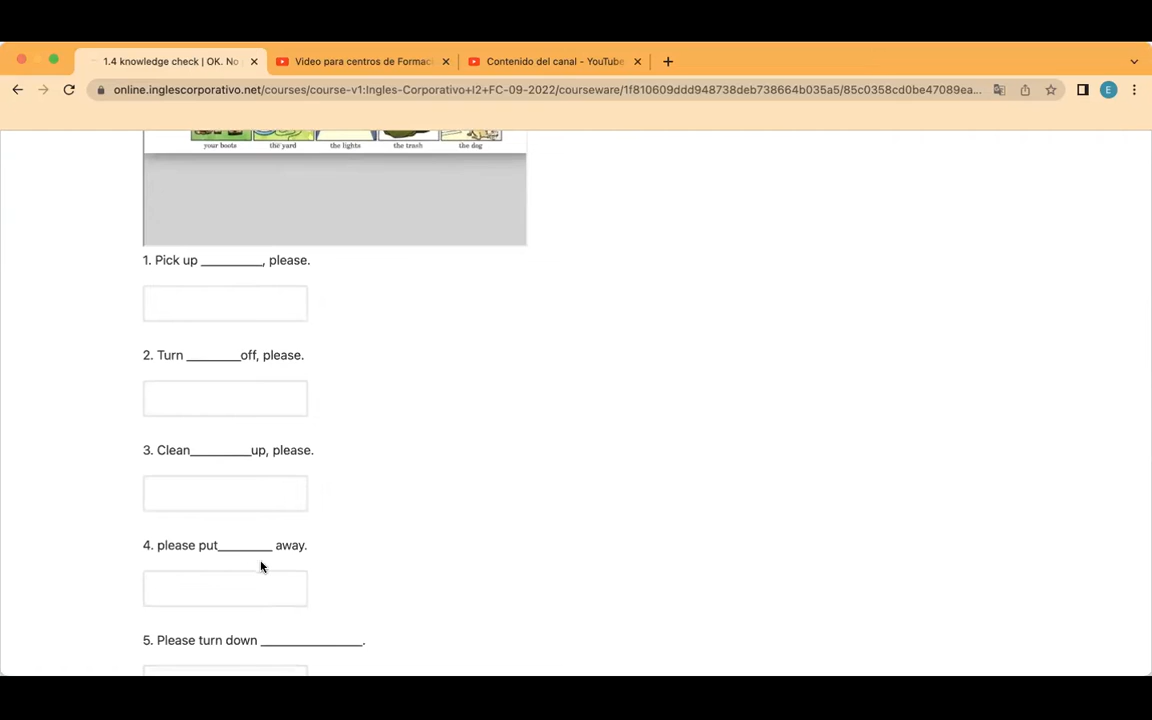 1.4 knowledge check | OK. No
Video para centros de Formaci
Contenido del canal - YouTube
online.inglescorporativo.net/courses/course-v1:Ingles-Corporativo+I2+FC-09-2022/courseware/1f810609ddd948738deb738664b035a5/85c0358cd0be47089ea...
E
your boots the yard the lights the trash the dog
1. Pick up _________, please.
2. Turn ________off, please.
3. Clean_________up, please.
4. please put________ away.
5. Please turn down _______________.